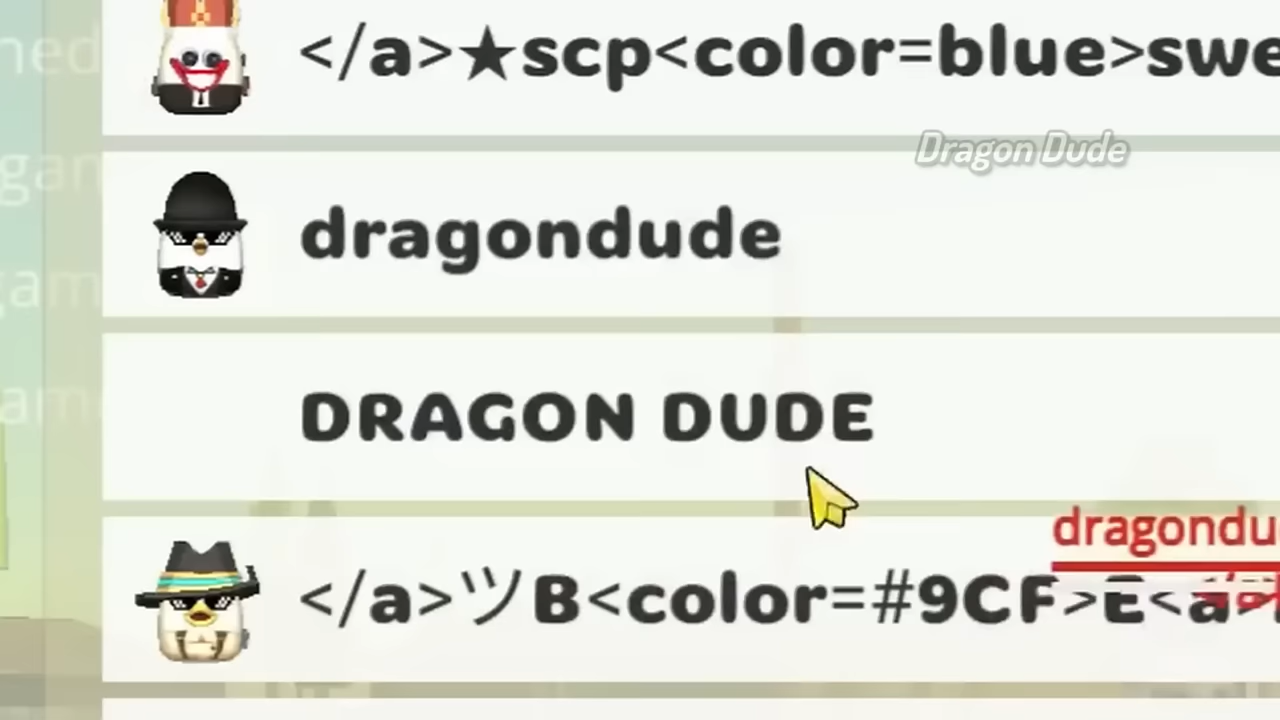 </a>★scp<color=blue>swe
Dragon Dude
dragondude
DRAGON DUDE
dragondu
</a>ツB<color=#9CF>E<a>